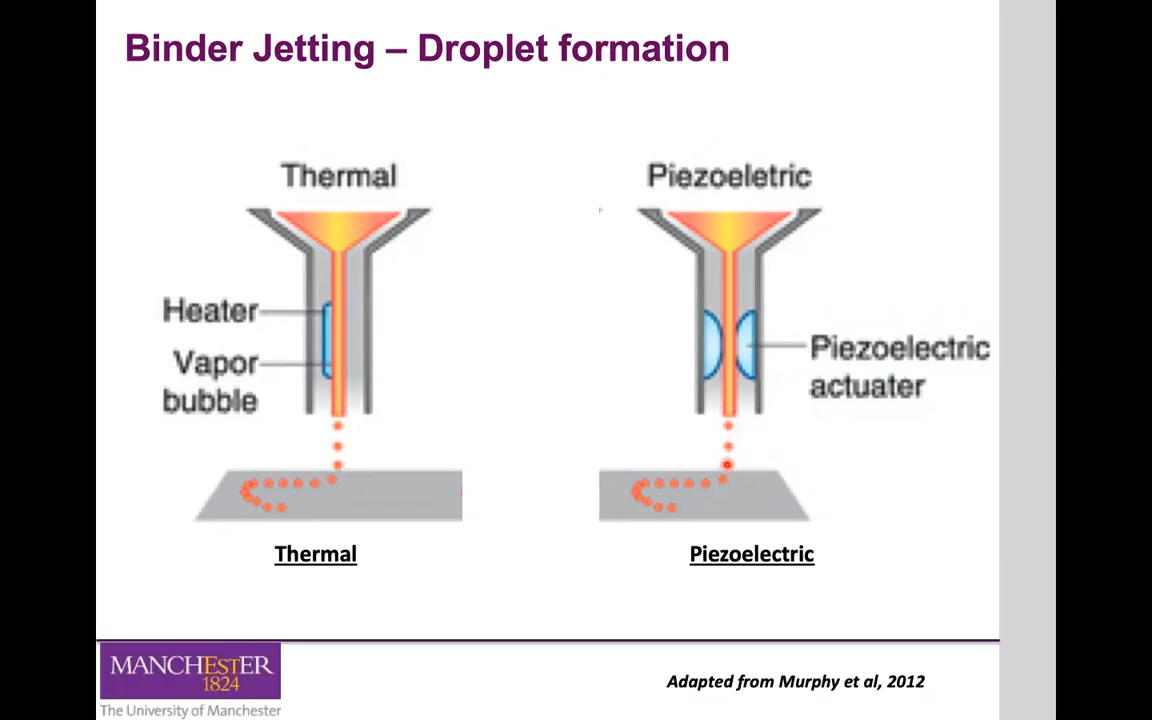 Binder Jetting – Droplet formation
Thermal
Heater
Vapor
bubble
Piezoeletric
Piezoelectric
actuater
Thermal
Piezoelectric
MANCHESTER
1824
The University of Manchester
Adapted from Murphy et al, 2012